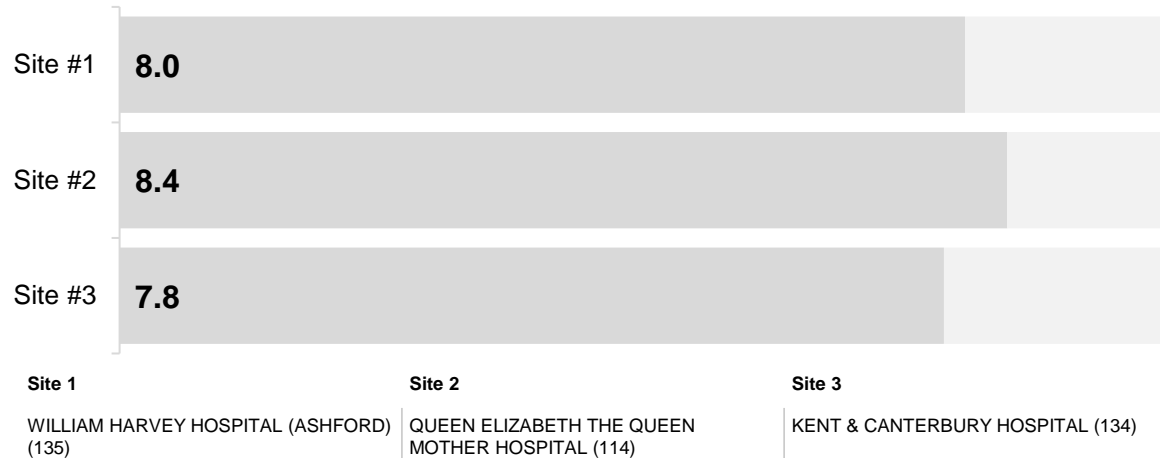 Site #1
8.0
Site #2
8.4
Site #3
7.8
Site 1
Site 2
Site 3
WILLIAM HARVEY HOSPITAL (ASHFORD)
(135)
QUEEN ELIZABETH THE QUEEN
MOTHER HOSPITAL (114)
KENT & CANTERBURY HOSPITAL (134)